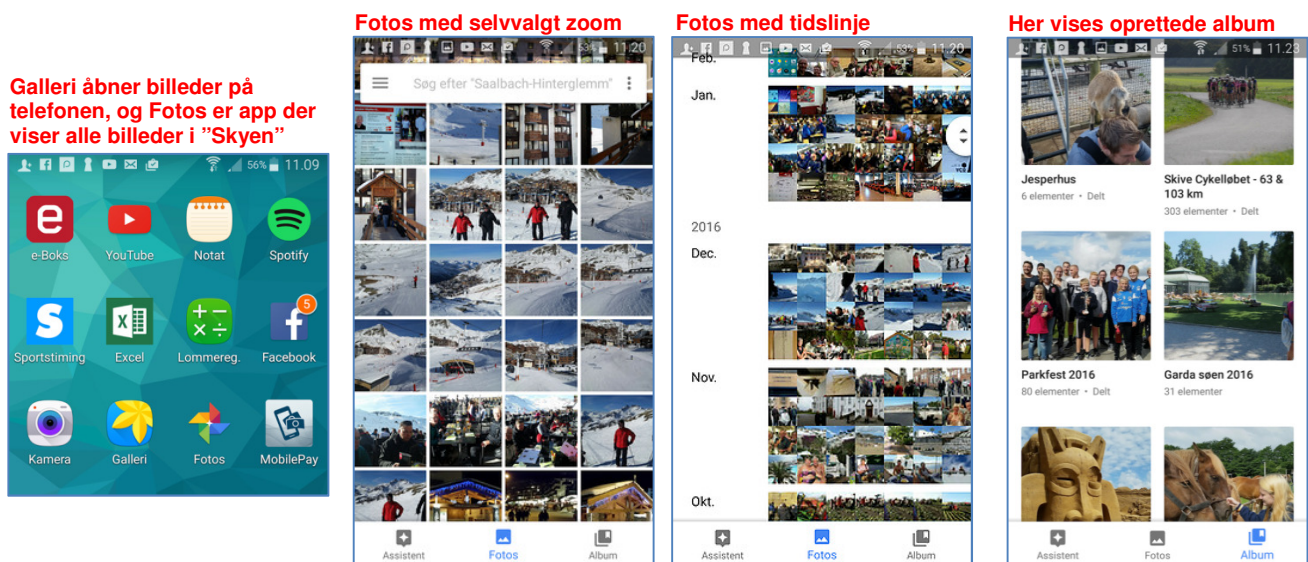 Galleri åbner billeder på
telefonen, og Fotos er app der
viser alle billeder i ”Skyen”
56% 11.09
e-Boks YouTube Notat Spotify
5
Sportstiming Excel Lommereg. Facebook
Kamera Galleri Fotos MobilePay
Fotos med selvvalgt zoom
53% 11.20
Søg efter "Saalbach-Hinterglemm"
Assistent Fotos Album
Fotos med tidslinje
53% 11.20
Feb.
Jan.
2016
Dec.
Nov.
Okt.
Assistent Fotos Album
Her vises oprettede album
51% 11.23
Jesperhus
6 elementer • Delt
Skive Cykelløbet - 63 &
103 km
303 elementer • Delt
Parkfest 2016
80 elementer • Delt
Garda søen 2016
31 elementer
Assistent Fotos Album